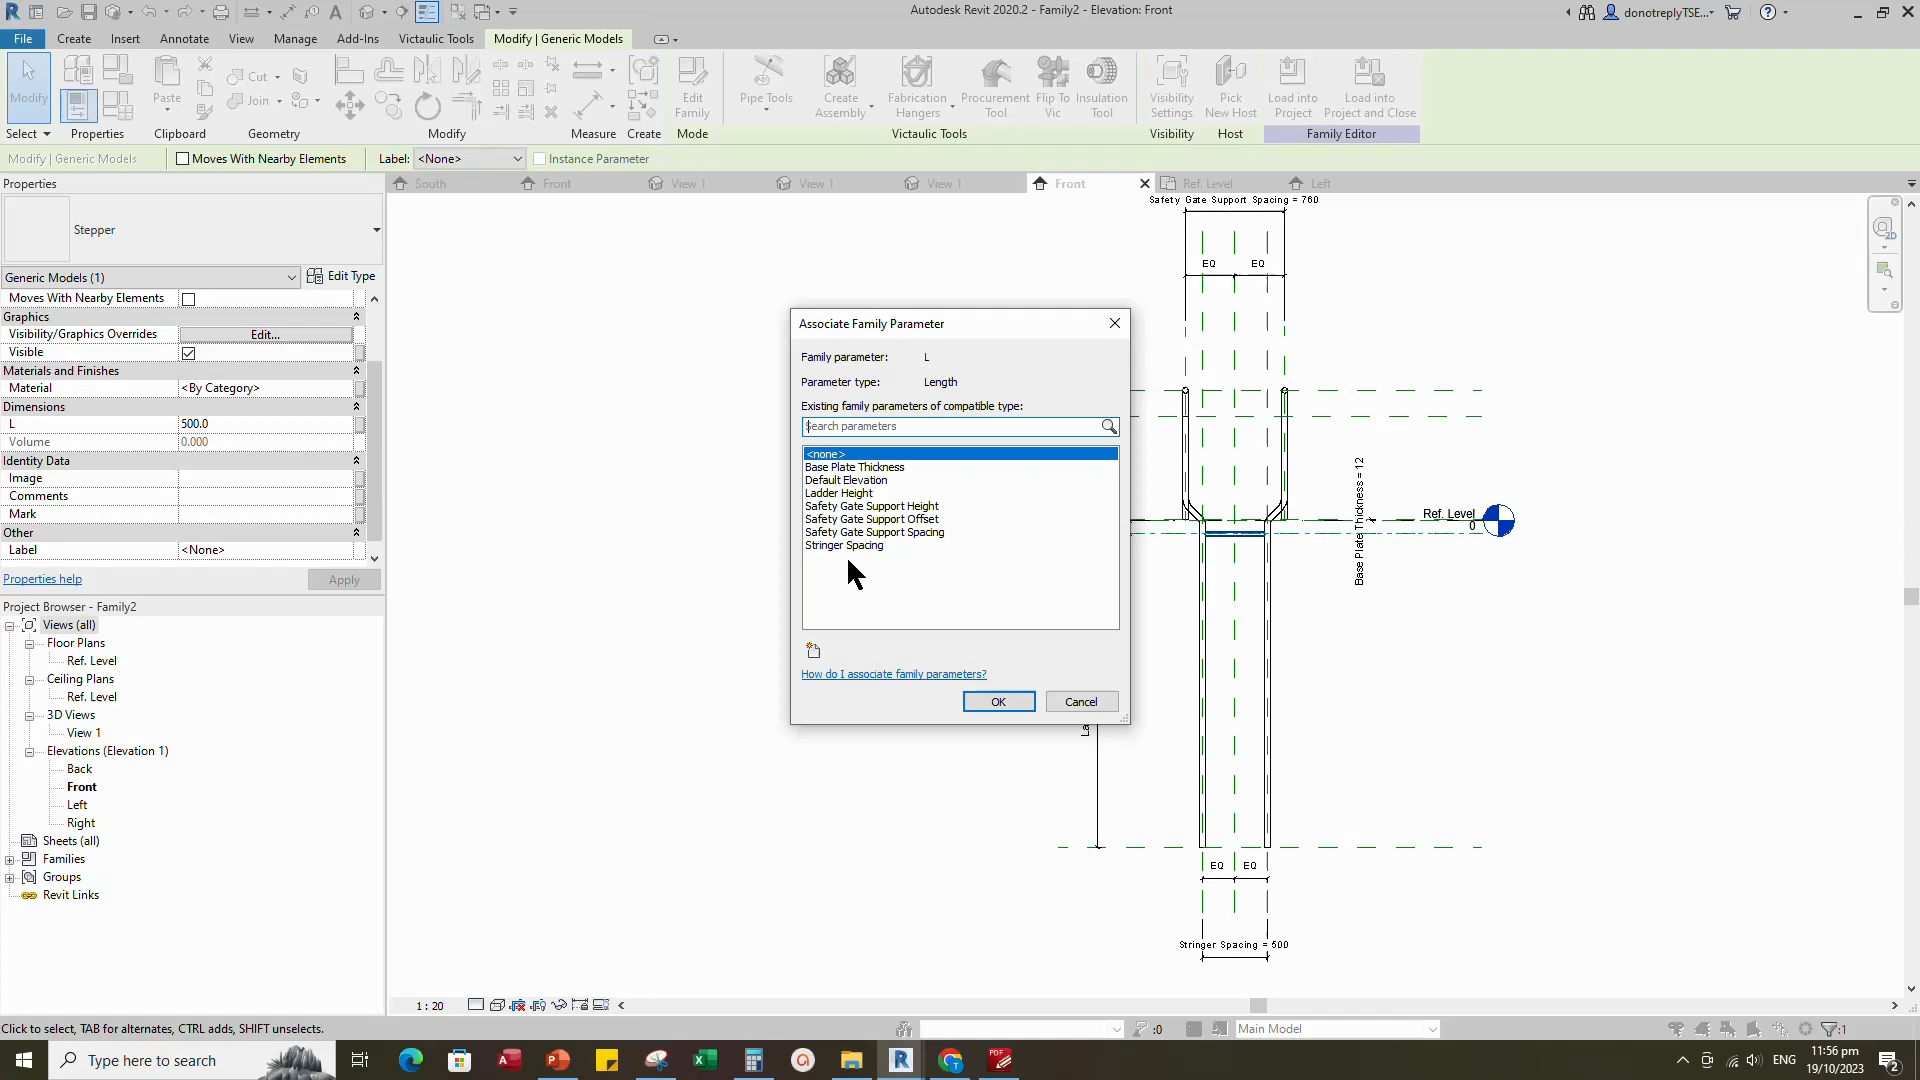 Autodesk Revit 2020.2 - Family2 - Elevation: Front
donotreplyTSE...
File
Create
Insert
Annotate
View
Manage
Add-Ins
Victaulic Tools
Modify | Generic Models
Modify
Paste
Cut
Join
Edit Family
Pipe Tools
Create Assembly
Fabrication Hangers
Procurement Tool
Flip To Vic
Insulation Tool
Visibility Settings
Pick New Host
Load into Project
Load into Project and Close
Select
Properties
Clipboard
Geometry
Modify
Measure
Create
Mode
Victaulic Tools
Visibility
Host
Family Editor
Modify | Generic Models
Moves With Nearby Elements
Label: <None>
Instance Parameter
Properties
South
Front
View 1
View 1
View 1
Front
Ref. Level
Left
Stepper
Generic Models (1)
Edit Type
Moves With Nearby Elements
Graphics
Visibility/Graphics Overrides
Edit...
Visible
Materials and Finishes
Material
<By Category>
Dimensions
L
500.0
Volume
0.000
Identity Data
Image
Comments
Mark
Other
Label
<None>
Properties help
Apply
Project Browser - Family2
Views (all)
Floor Plans
Ref. Level
Ceiling Plans
Ref. Level
3D Views
View 1
Elevations (Elevation 1)
Back
Front
Left
Right
Sheets (all)
Families
Groups
Revit Links
Associate Family Parameter
Family parameter: L
Parameter type: Length
Existing family parameters of compatible type:
Search parameters
<none>
Base Plate Thickness
Default Elevation
Ladder Height
Safety Gate Support Height
Safety Gate Support Offset
Safety Gate Support Spacing
Stringer Spacing
How do I associate family parameters?
OK
Cancel
Safety Gate Support Spacing = 760
EQ
EQ
Base Plate Thickness = 12
Ref. Level
0
La
EQ
EQ
Stringer Spacing = 500
1 : 20
2D
Click to select, TAB for alternates, CTRL adds, SHIFT unselects.
:0
Main Model
:1
Type here to search
ENG
11:56 pm
19/10/2023
2